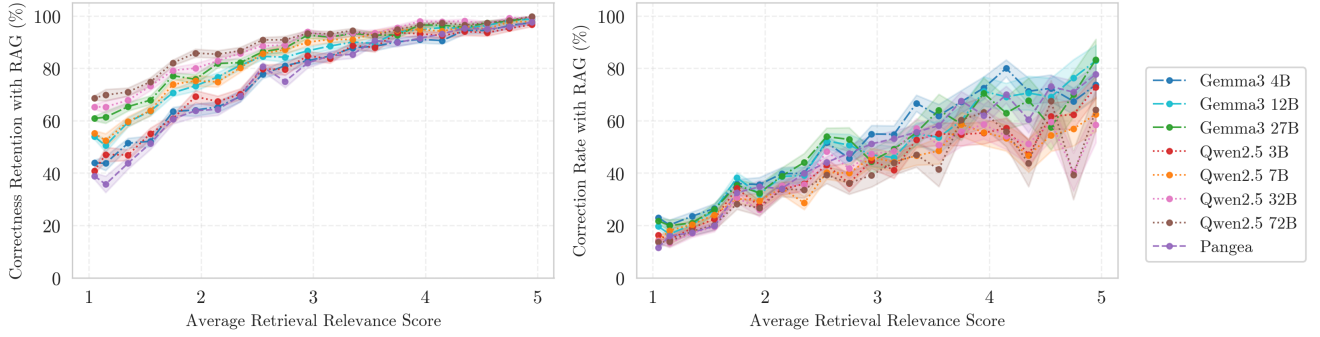 Correctness Retention with RAG (%)
100
80
60
40
20
0
1 2 3 4 5
Average Retrieval Relevance Score
Correction Rate with RAG (%)
100
80
60
40
20
0
1 2 3 4 5
Average Retrieval Relevance Score
Gemma3 4B
Gemma3 12B
Gemma3 27B
Qwen2.5 3B
Qwen2.5 7B
Qwen2.5 32B
Qwen2.5 72B
Pangea